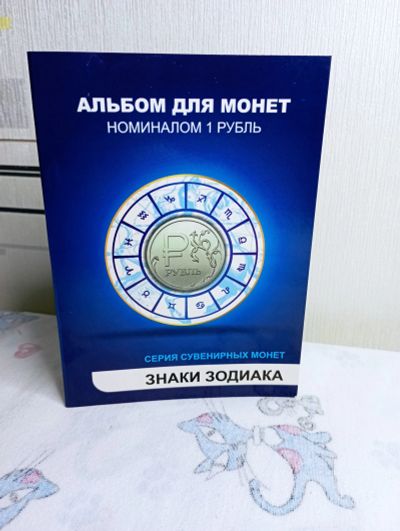 АЛЬБОМ ДЛЯ МОНЕТ
НОМИНАЛОМ 1 РУБЛЬ
РУБЛЬ
СЕРИЯ СУВЕНИРНЫХ МОНЕТ
ЗНАКИ ЗОДИАКА